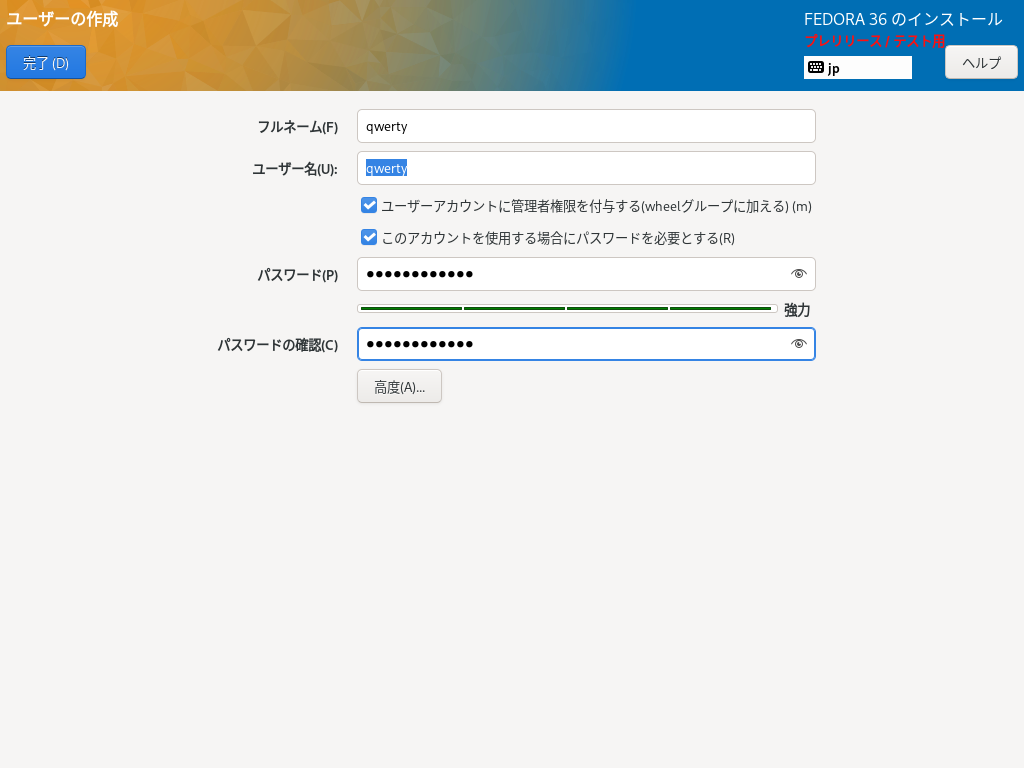 ユーザーの作成
FEDORA 36 のインストール
プレリリース / テスト用
完了 (D)
jp
ヘルプ
フルネーム(F)
qwerty
ユーザー名(U):
qwerty
ユーザーアカウントに管理者権限を付与する(wheelグループに加える) (m)
このアカウントを使用する場合にパスワードを必要とする(R)
パスワード(P)
●●●●●●●●●●●●
強力
パスワードの確認(C)
●●●●●●●●●●●●
高度(A)...